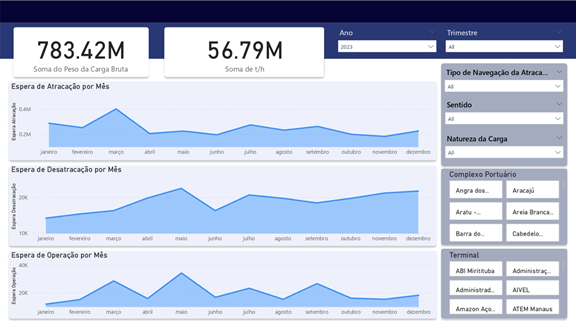 783.42M
Soma do Peso da Carga Bruta
56.79M
Soma de t/h
Ano
2023
Trimestre
All
Espera de Atracação por Mês
Espera Atracação
0.4M
0.2M
janeiro fevereiro março abril maio junho julho agosto setembro outubro novembro dezembro
Espera de Desatracação por Mês
Espera Desatracação
20K
10K
janeiro fevereiro março abril maio junho julho agosto setembro outubro novembro dezembro
Espera de Operação por Mês
Espera Operação
40K
20K
janeiro fevereiro março abril maio junho julho agosto setembro outubro novembro dezembro
Tipo de Navegação da Atraca...
All
Sentido
All
Natureza da Carga
All
Complexo Portuário
Angra dos... Aracajú
Aratu -... Areia Branca...
Barra do... Cabedelo...
Terminal
ABI Miritituba Administraç...
Administrad... AIVEL
Amazon Aço... ATEM Manaus